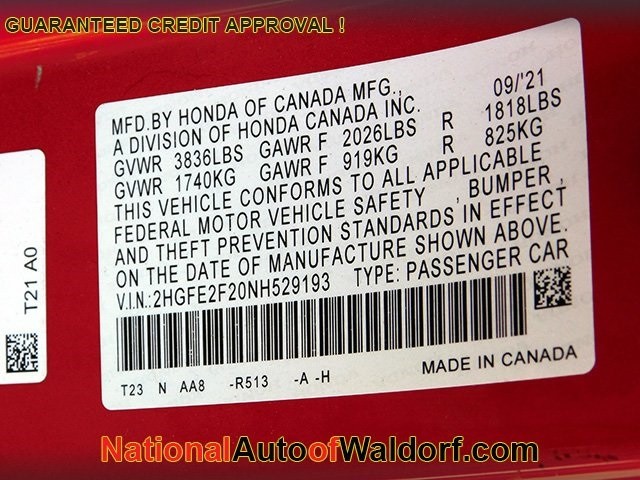 GUARANTEED CREDIT APPROVAL !
MFD.BY HONDA OF CANADA MFG., 09/'21
A DIVISION OF HONDA CANADA INC.
GVWR 3836LBS GAWR F 2026LBS R 1818LBS
GVWR 1740KG GAWR F 919KG R 825KG
THIS VEHICLE CONFORMS TO ALL APPLICABLE
FEDERAL MOTOR VEHICLE SAFETY , BUMPER ,
AND THEFT PREVENTION STANDARDS IN EFFECT
ON THE DATE OF MANUFACTURE SHOWN ABOVE.
V.I.N.:2HGFE2F20NH529193 TYPE: PASSENGER CAR
T23 N AA8 -R513 -A -H MADE IN CANADA
T21 A0
NationalAutoofWaldorf.com